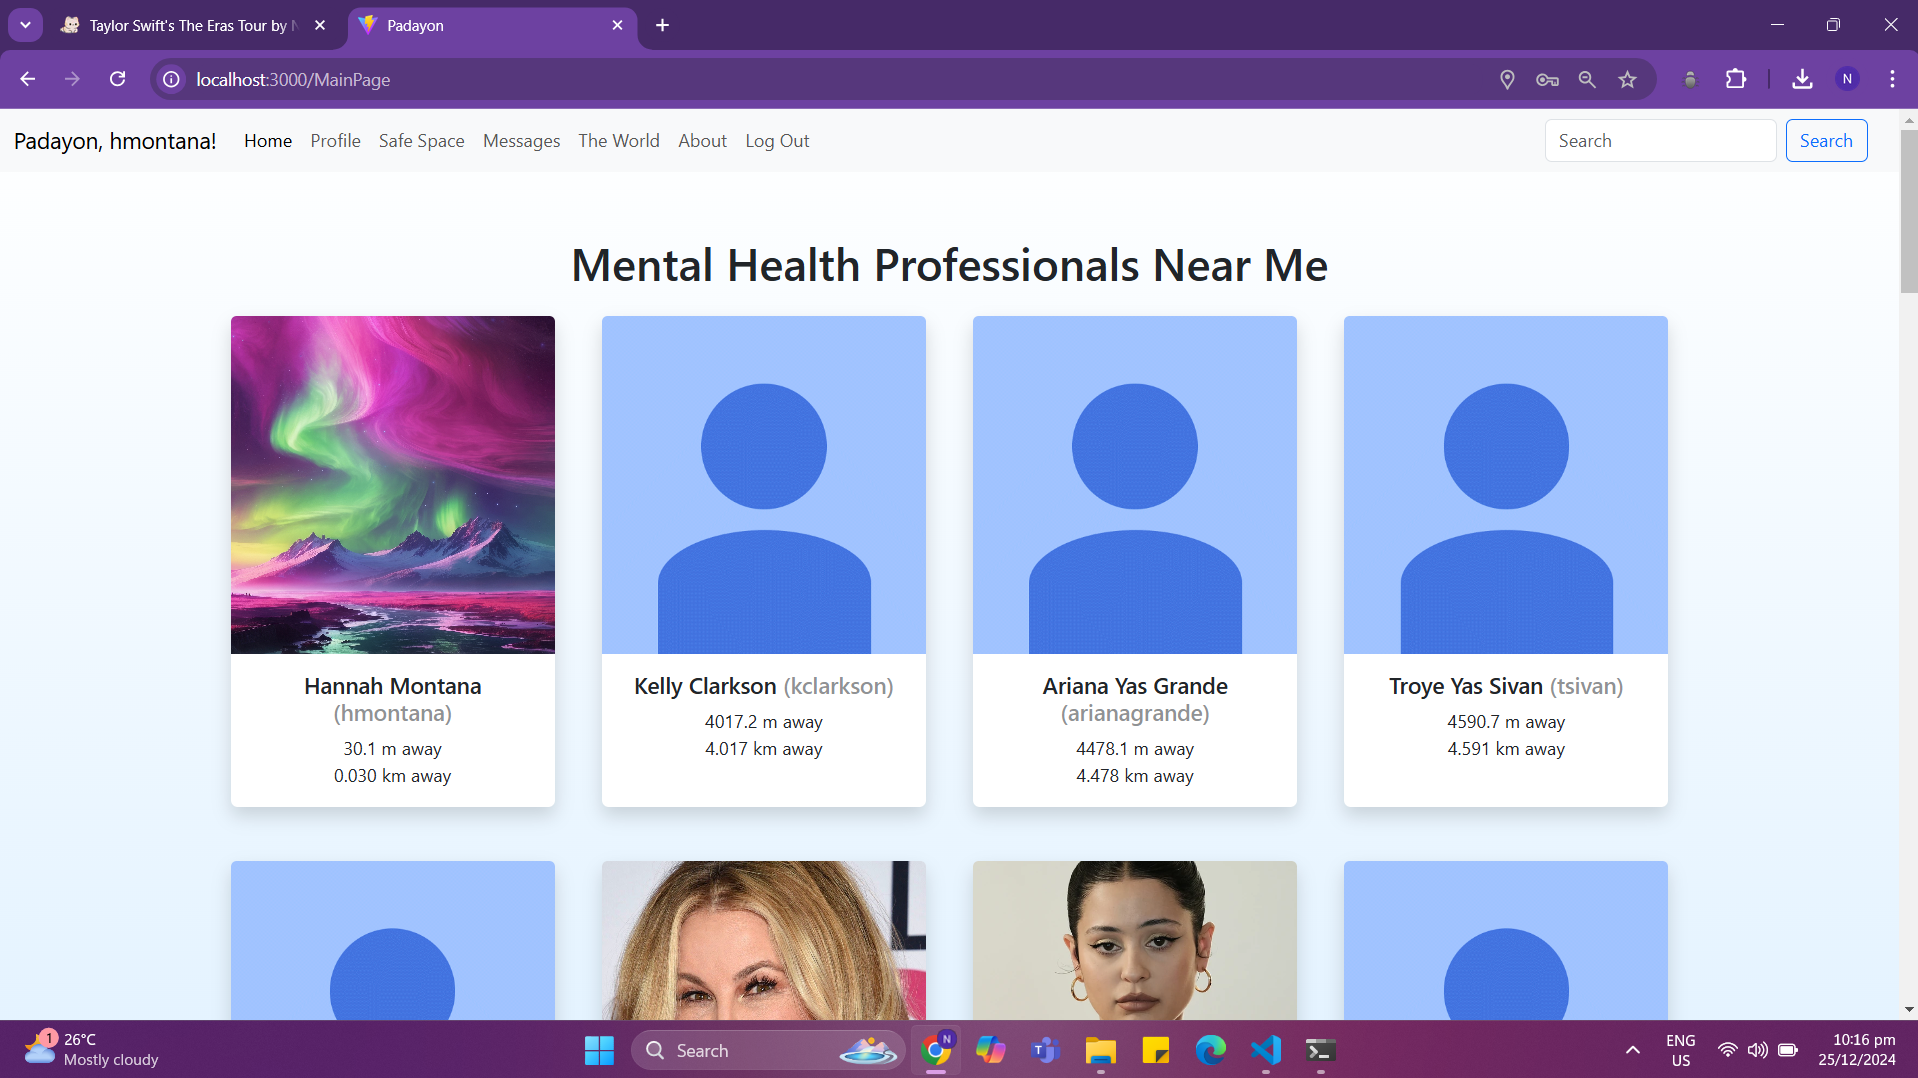 Taylor Swift's The Eras Tour by
Padayon
localhost:3000/MainPage
N
Padayon, hmontana!
Home
Profile
Safe Space
Messages
The World
About
Log Out
Search
Search
Mental Health Professionals Near Me
Hannah Montana
(hmontana)
30.1 m away
0.030 km away
Kelly Clarkson (kclarkson)
4017.2 m away
4.017 km away
Ariana Yas Grande
(arianagrande)
4478.1 m away
4.478 km away
Troye Yas Sivan (tsivan)
4590.7 m away
4.591 km away
1
26°C
Mostly cloudy
Search
N
ENG
US
10:16 pm
25/12/2024